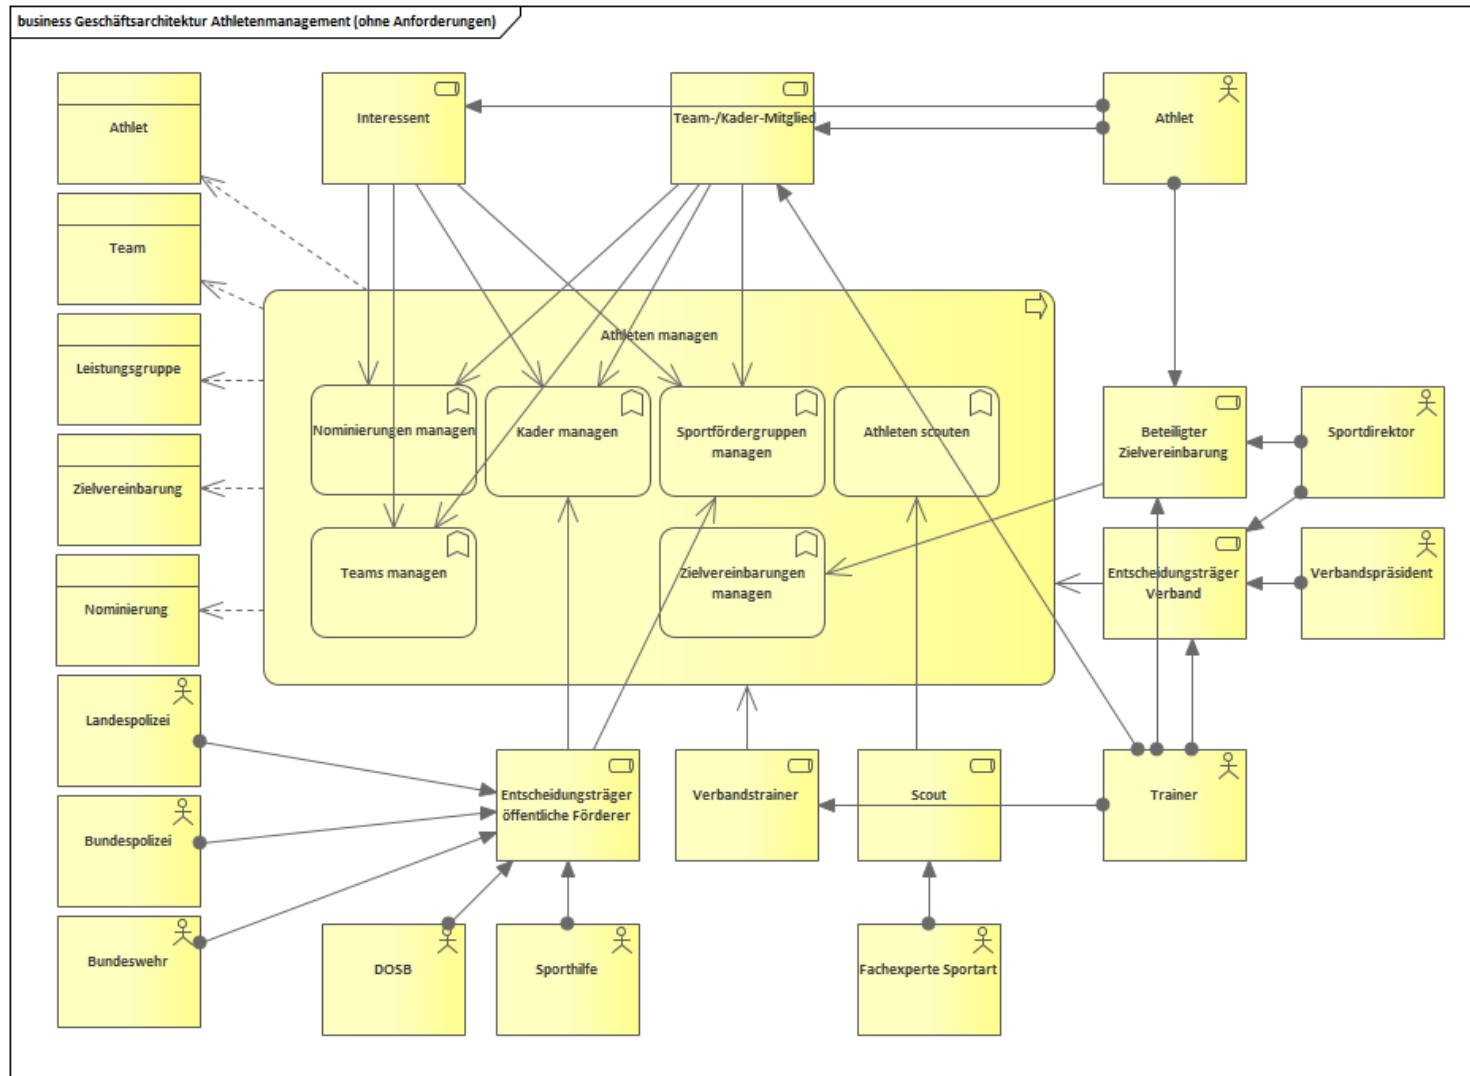 business Geschäftsarchitektur Athletenmanagement (ohne Anforderungen)
Athlet
Interessent
Team-/Kader-Mitglied
Athlet
Team
Leistungsgruppe
Zielvereinbarung
Nominierung
Athleten managen
Nominierungen managen
Kader managen
Sportfördergruppen
managen
Athleten scouten
Teams managen
Zielvereinbarungen
managen
Beteiligter
Zielvereinbarung
Sportdirektor
Entscheidungsträger
Verband
Verbandspräsident
Landespolizei
Bundespolizei
Bundeswehr
Entscheidungsträger
öffentliche Förderer
Verbandstrainer
Scout
Trainer
DOSB
Sporthilfe
Fachexperte Sportart